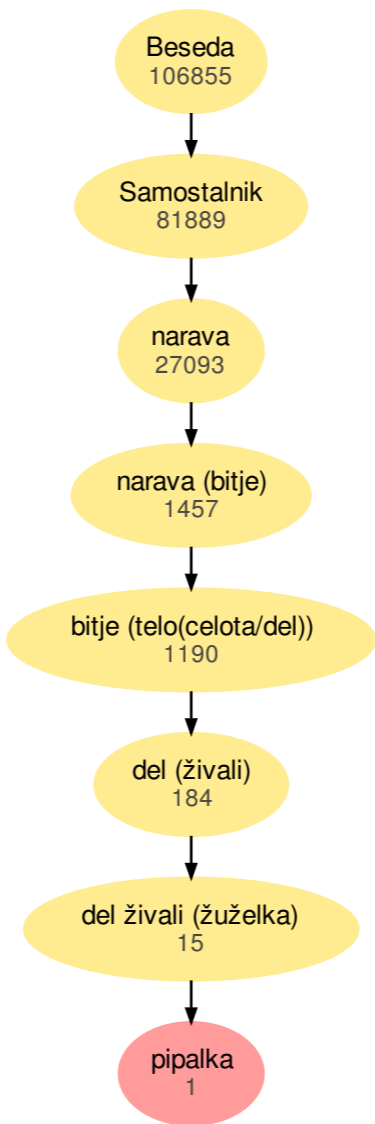 Beseda
106855
Samostalnik
81889
narava
27093
narava (bitje)
1457
bitje (telo(celota/del))
1190
del (živali)
184
del živali (žuželka)
15
pipalka
1